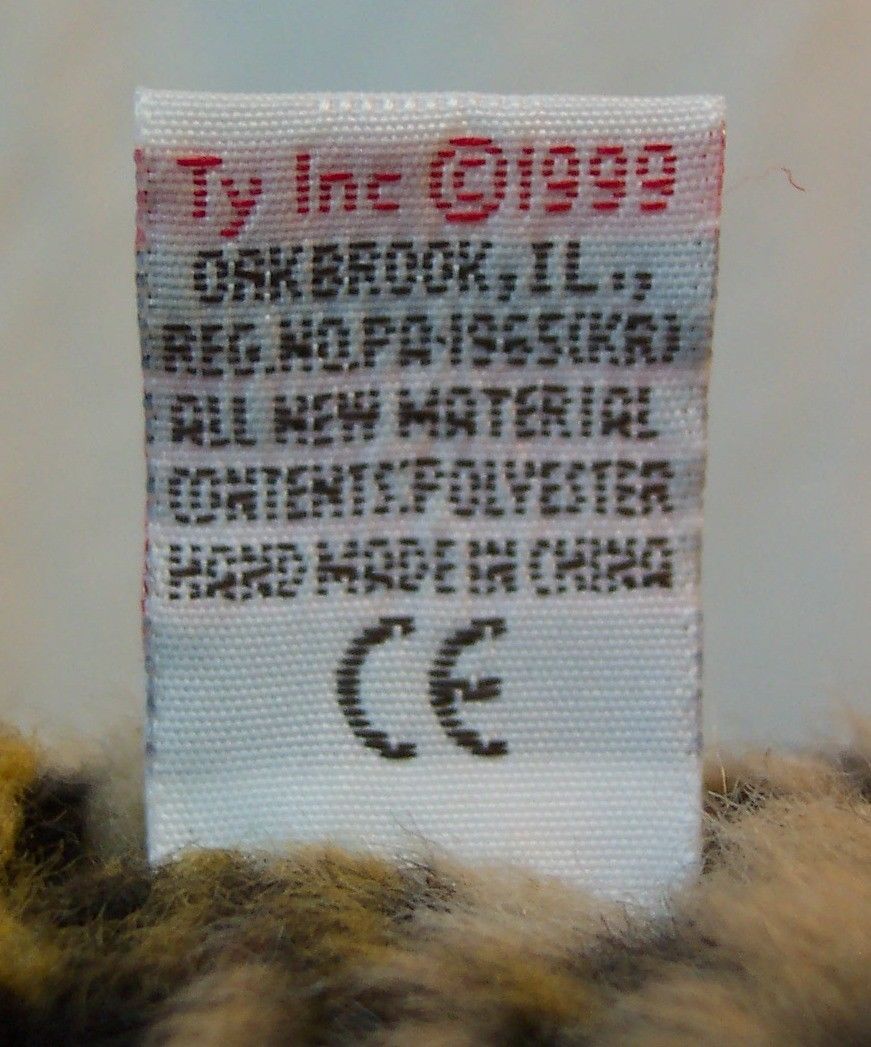 Ty Inc ©1999
OAKBROOK,IL.,
REG.NO.PA-1965(KR)
ALL NEW MATERIAL
CONTENTS:POLYESTER
HAND MADE IN CHINA
CE